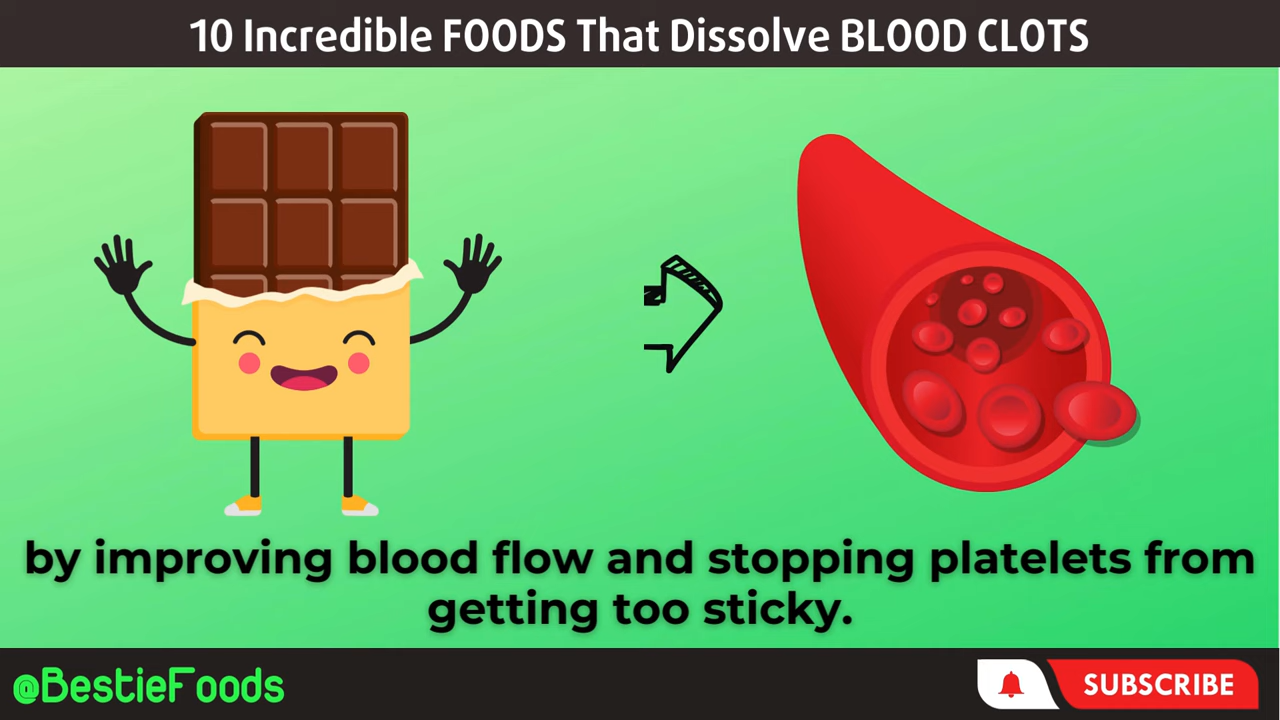 10 Incredible FOODS That Dissolve BLOOD CLOTS
by improving blood flow and stopping platelets from
getting too sticky.
@BestieFoods
SUBSCRIBE